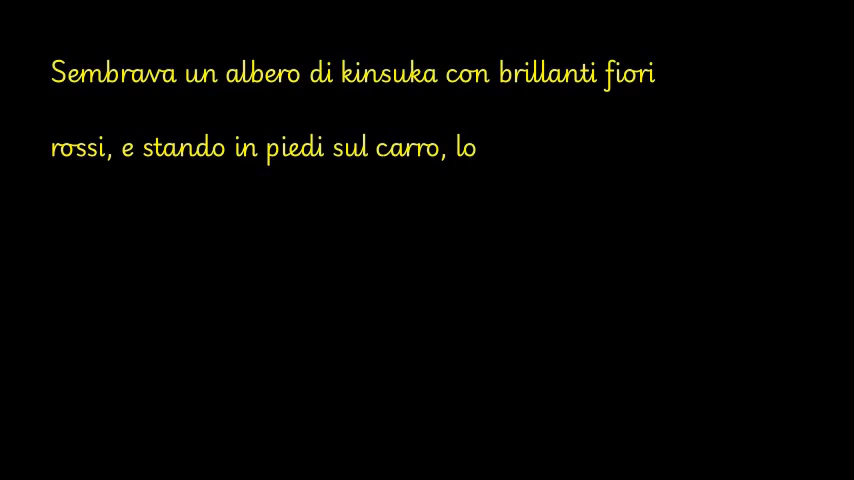 Sembrava un albero di kinsuka con brillanti fiori
rossi, e stando in piedi sul carro, lo